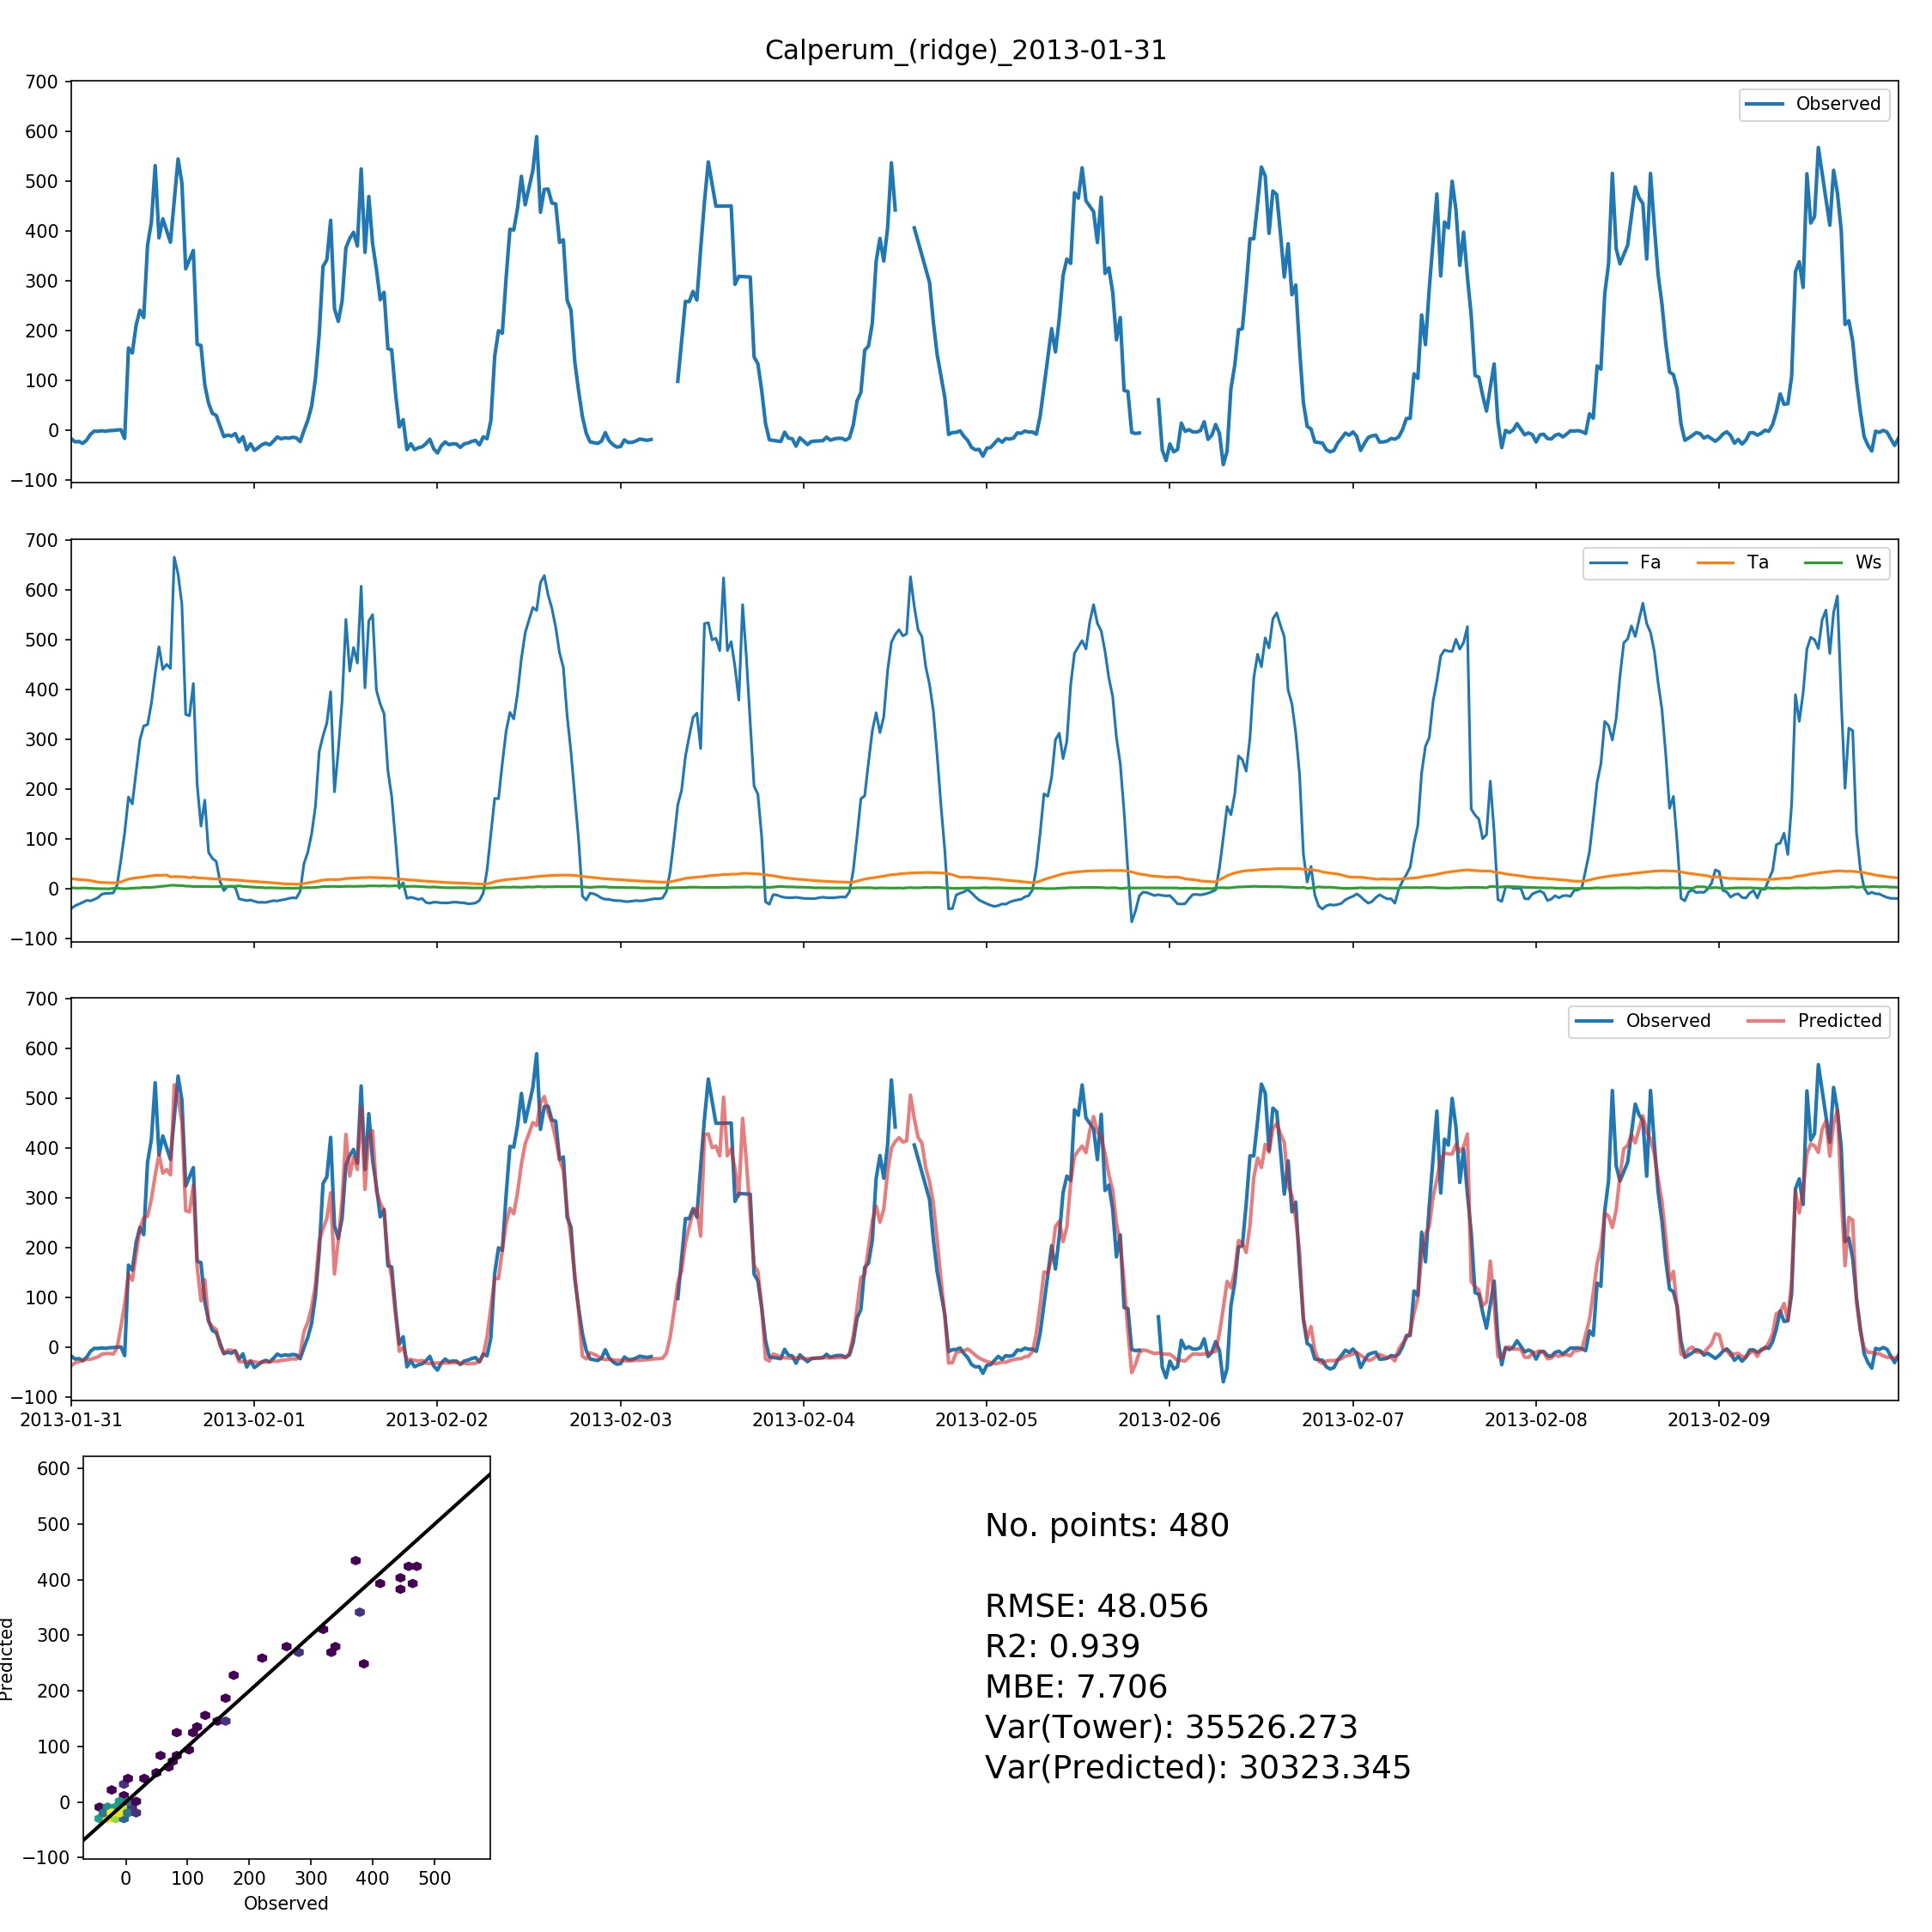 Calperum_(ridge)_2013-01-31
700
600
500
400
300
200
100
0
−100
Observed
700
600
500
400
300
200
100
0
−100
Fa Ta Ws
700
600
500
400
300
200
100
0
−100
Observed Predicted
2013-01-31 2013-02-01 2013-02-02 2013-02-03 2013-02-04 2013-02-05 2013-02-06 2013-02-07 2013-02-08 2013-02-09
600
500
400
300
200
100
0
−100
Predicted
0 100 200 300 400 500
Observed
No. points: 480
RMSE: 48.056
R2: 0.939
MBE: 7.706
Var(Tower): 35526.273
Var(Predicted): 30323.345